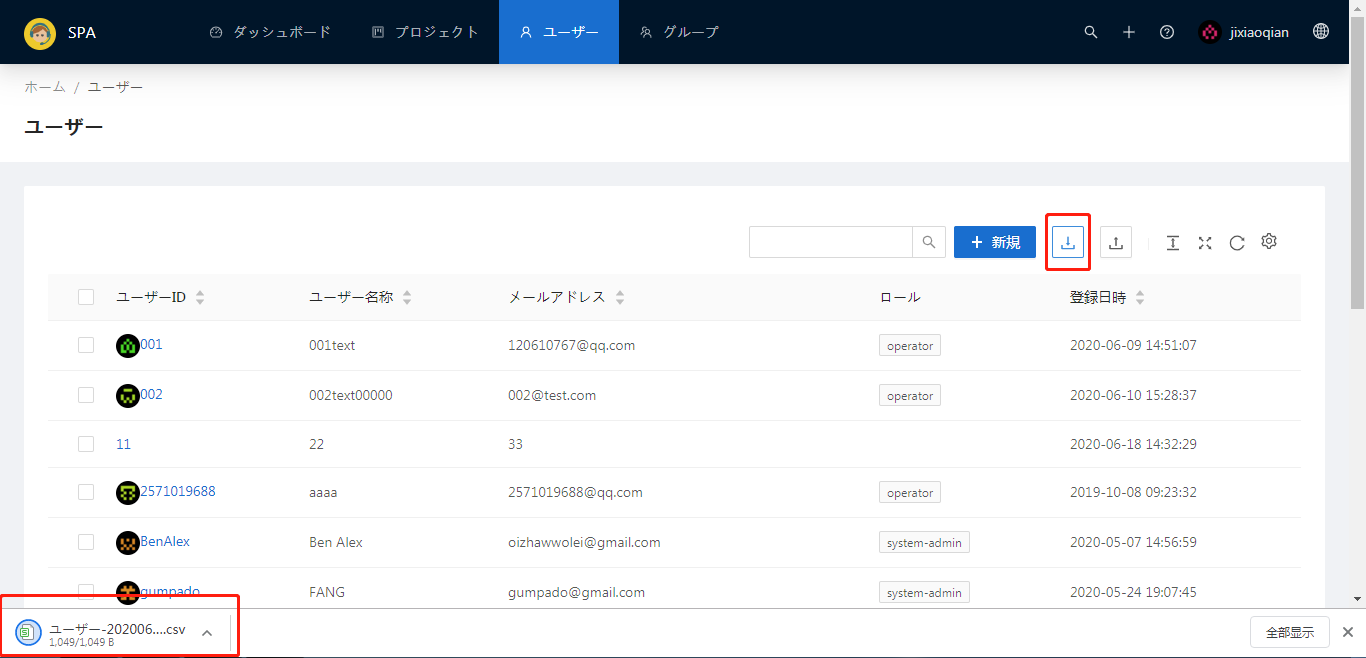 SPA ダッシュボード プロジェクト ユーザー グループ jixiaoqian
ホーム / ユーザー
ユーザー
新規
ユーザーID ユーザー名称 メールアドレス ロール 登録日時
001 001text 120610767@qq.com operator 2020-06-09 14:51:07
002 002text00000 002@test.com operator 2020-06-10 15:28:37
11 22 33 2020-06-18 14:32:29
2571019688 aaaa 2571019688@qq.com operator 2019-10-08 09:23:32
BenAlex Ben Alex oizhawwolei@gmail.com system-admin 2020-05-07 14:56:59
gumpado FANG gumpado@gmail.com system-admin 2020-05-24 19:07:45
ユーザー-202006....csv 全部显示
1,049/1,049 B